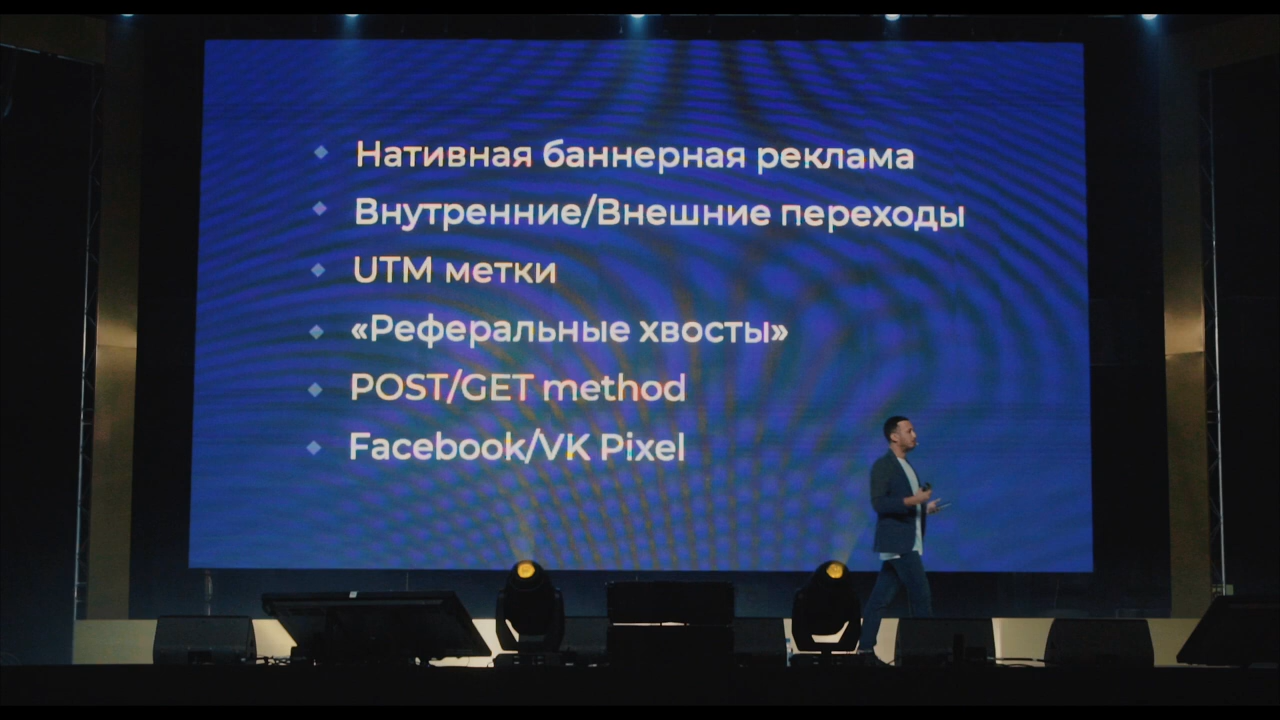 Нативная баннерная реклама
Внутренние/Внешние переходы
UTM метки
«Реферальные хвосты»
POST/GET method
Facebook/VK Pixel